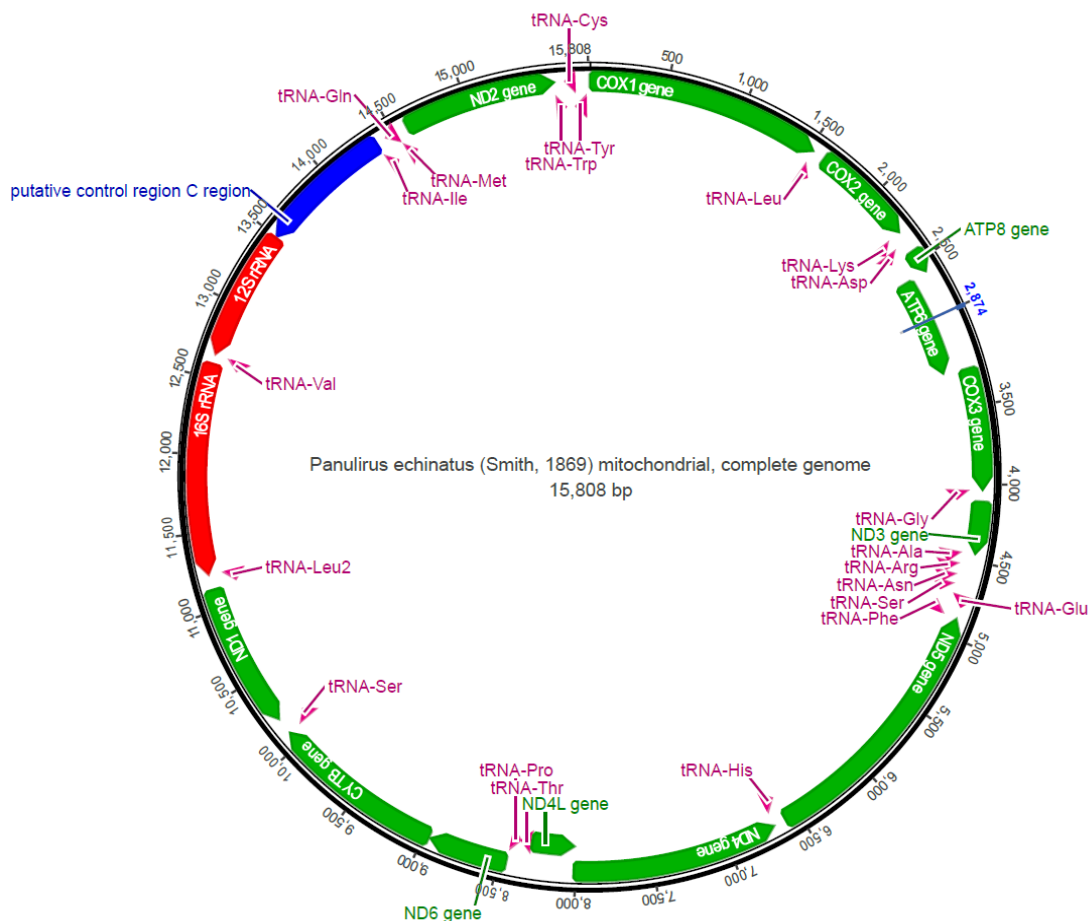 tRNA-Cys
15,808
500
COX1 gene
1,000
1,500
COX2 gene
2,000
2,500
ATP8 gene
ATP6 gene
2,874
COX3 gene
3,500
4,000
15,000
ND2 gene
14,500
tRNA-Gln
14,000
tRNA-Tyr
tRNA-Trp
tRNA-Met
tRNA-Ile
putative control region C region
tRNA-Leu
tRNA-Lys
tRNA-Asp
13,500
12S rRNA
13,000
tRNA-Val
12,500
16S rRNA
12,000
Panulirus echinatus (Smith, 1869) mitochondrial, complete genome
15,808 bp
tRNA-Gly
ND3 gene
tRNA-Ala
4,500
tRNA-Arg
tRNA-Asn
tRNA-Ser
tRNA-Glu
tRNA-Phe
11,500
tRNA-Leu2
11,000
ND1 gene
10,500
tRNA-Ser
10,000
CYTB gene
9,500
9,000
ND5 gene
5,000
5,500
6,000
6,500
tRNA-His
tRNA-Pro
tRNA-Thr
ND4L gene
ND4 gene
7,000
7,500
8,000
8,500
ND6 gene